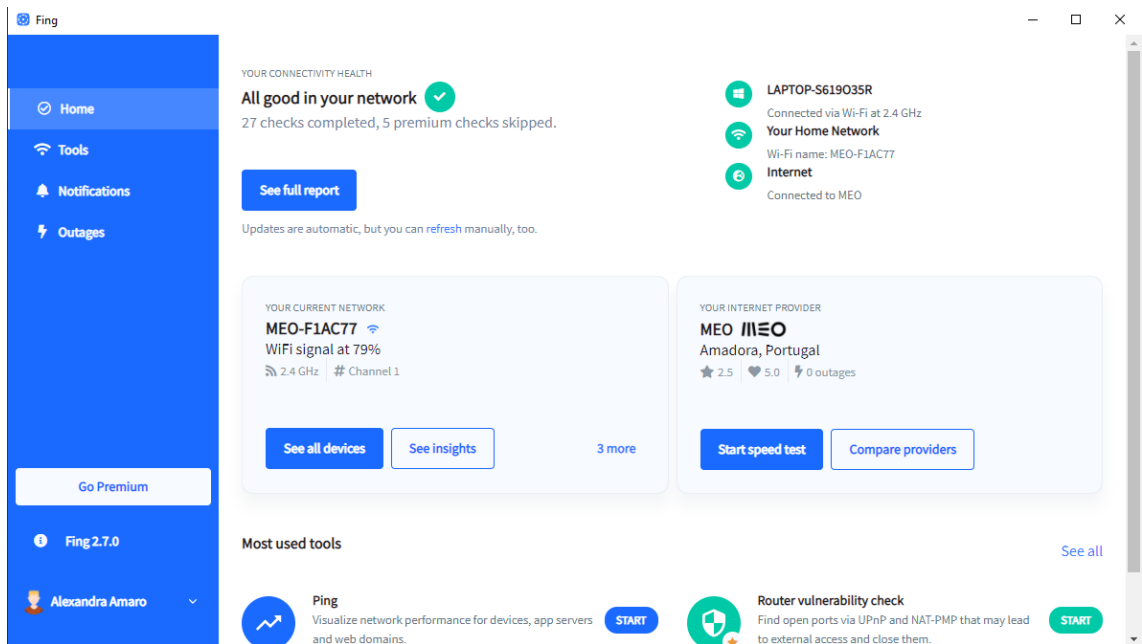 Fing
Home
Tools
Notifications
Outages
Go Premium
Fing 2.7.0
Alexandra Amaro
YOUR CONNECTIVITY HEALTH
All good in your network
27 checks completed, 5 premium checks skipped.
See full report
Updates are automatic, but you can refresh manually, too.
LAPTOP-S619O35R
Connected via Wi-Fi at 2.4 GHz
Your Home Network
Wi-Fi name: MEO-F1AC77
Internet
Connected to MEO
YOUR CURRENT NETWORK
MEO-F1AC77
WiFi signal at 79%
2.4 GHz # Channel 1
See all devices
See insights
3 more
YOUR INTERNET PROVIDER
MEO MEO
Amadora, Portugal
2.5 5.0 0 outages
Start speed test
Compare providers
Most used tools
See all
Ping
Visualize network performance for devices, app servers
and web domains.
START
Router vulnerability check
Find open ports via UPnP and NAT-PMP that may lead
to external access and close them.
START